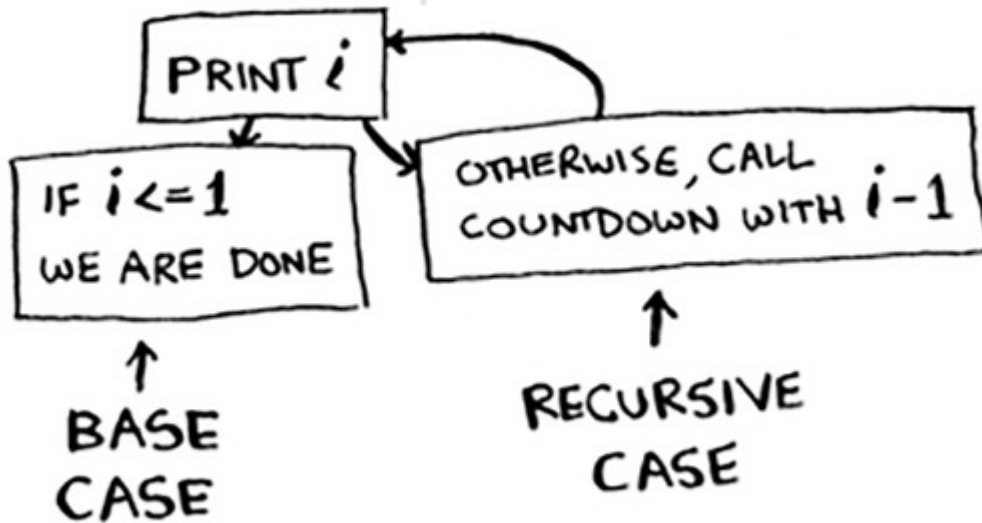 PRINT i
IF i <= 1
WE ARE DONE
OTHERWISE, CALL
COUNTDOWN WITH i - 1
BASE
CASE
RECURSIVE
CASE